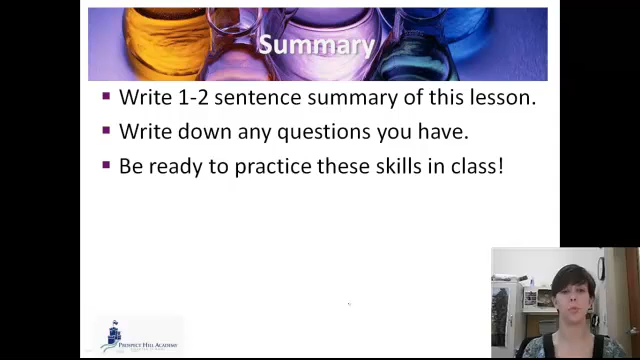 Summary
Write 1-2 sentence summary of this lesson.
Write down any questions you have.
Be ready to practice these skills in class!
PROSPECT HILL ACADEMY